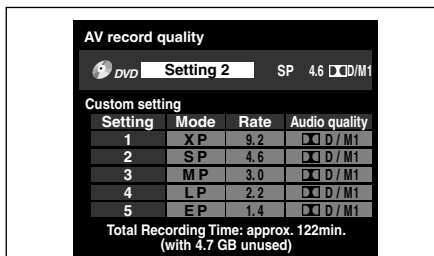 AV record quality
DVD Setting 2 SP 4.6 D/M1
Custom setting
Setting Mode Rate Audio quality
1 XP 9.2 D/M1
2 SP 4.6 D/M1
3 MP 3.0 D/M1
4 LP 2.2 D/M1
5 EP 1.4 D/M1
Total Recording Time: approx. 122min.
(with 4.7 GB unused)